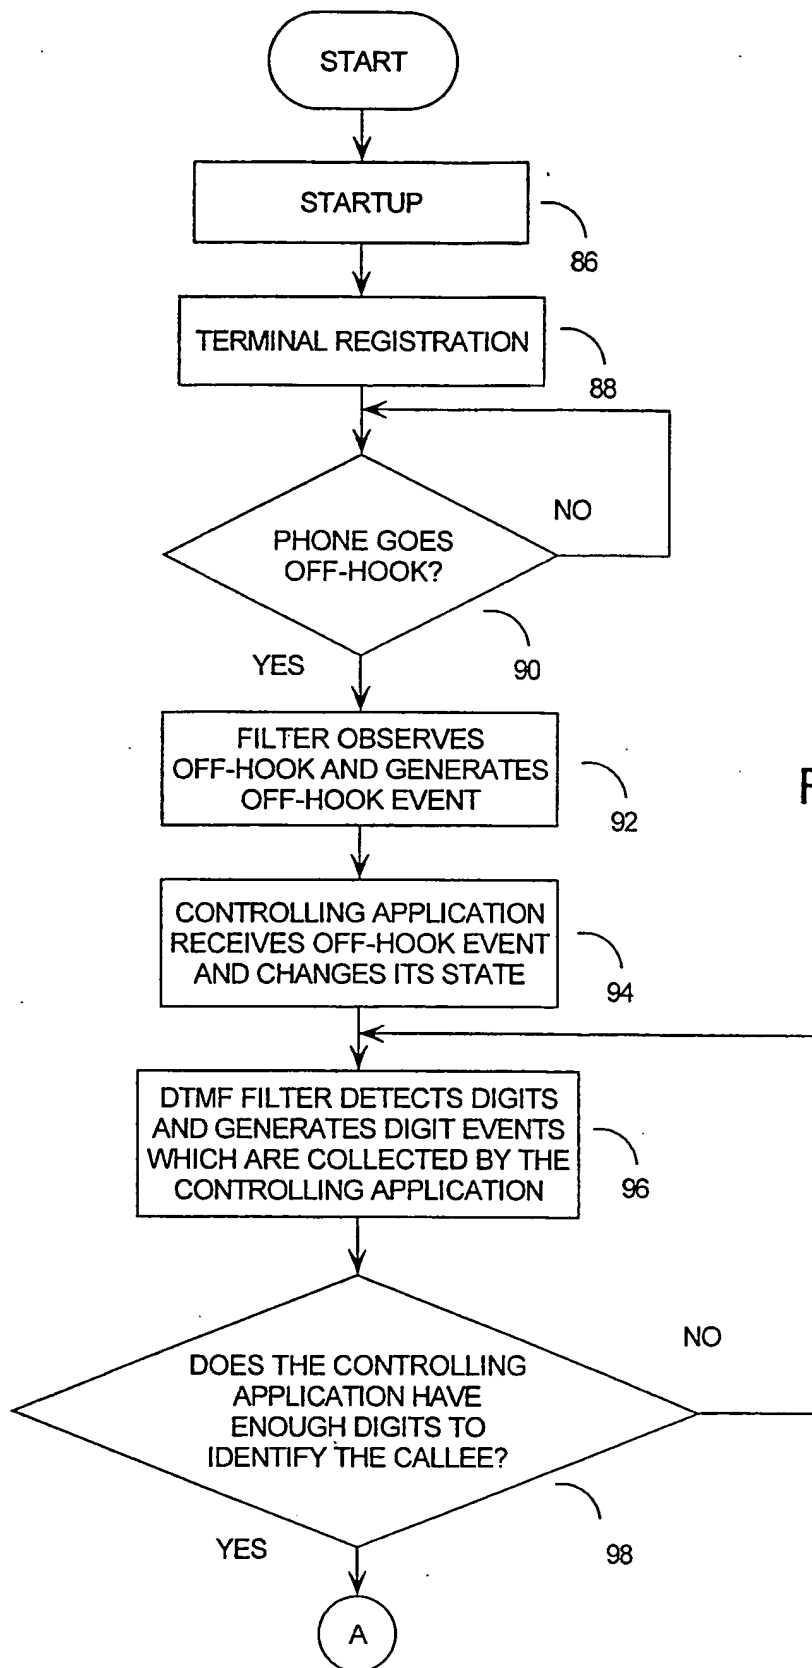 START
STARTUP
86
TERMINAL REGISTRATION
88
NO
PHONE GOES
OFF-HOOK?
90
YES
FILTER OBSERVES
OFF-HOOK AND GENERATES
OFF-HOOK EVENT
92
CONTROLLING APPLICATION
RECEIVES OFF-HOOK EVENT
AND CHANGES ITS STATE
94
DTMF FILTER DETECTS DIGITS
AND GENERATES DIGIT EVENTS
WHICH ARE COLLECTED BY THE
CONTROLLING APPLICATION
96
NO
DOES THE CONTROLLING
APPLICATION HAVE
ENOUGH DIGITS TO
IDENTIFY THE CALLEE?
98
YES
A